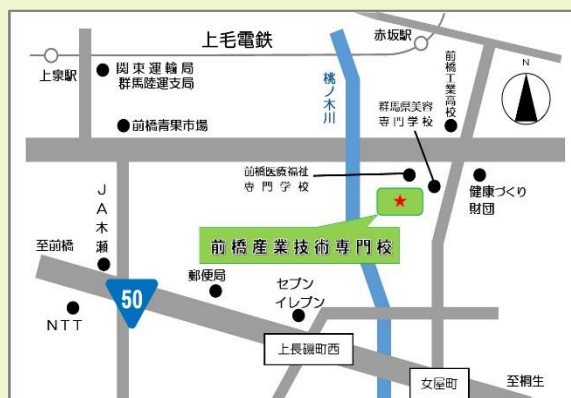 上毛電鉄
赤坂駅
上泉駅
関東運輸局
群馬陸運支局
前橋青果市場
桃ノ木川
群馬県美容
専門学校
前橋工業高校
N
前橋医療福祉
専門学校
健康づくり
財団
★
前橋産業技術専門校
JA木瀬
至前橋
50
郵便局
セブン
イレブン
NTT
上長磯町西
女屋町
至桐生